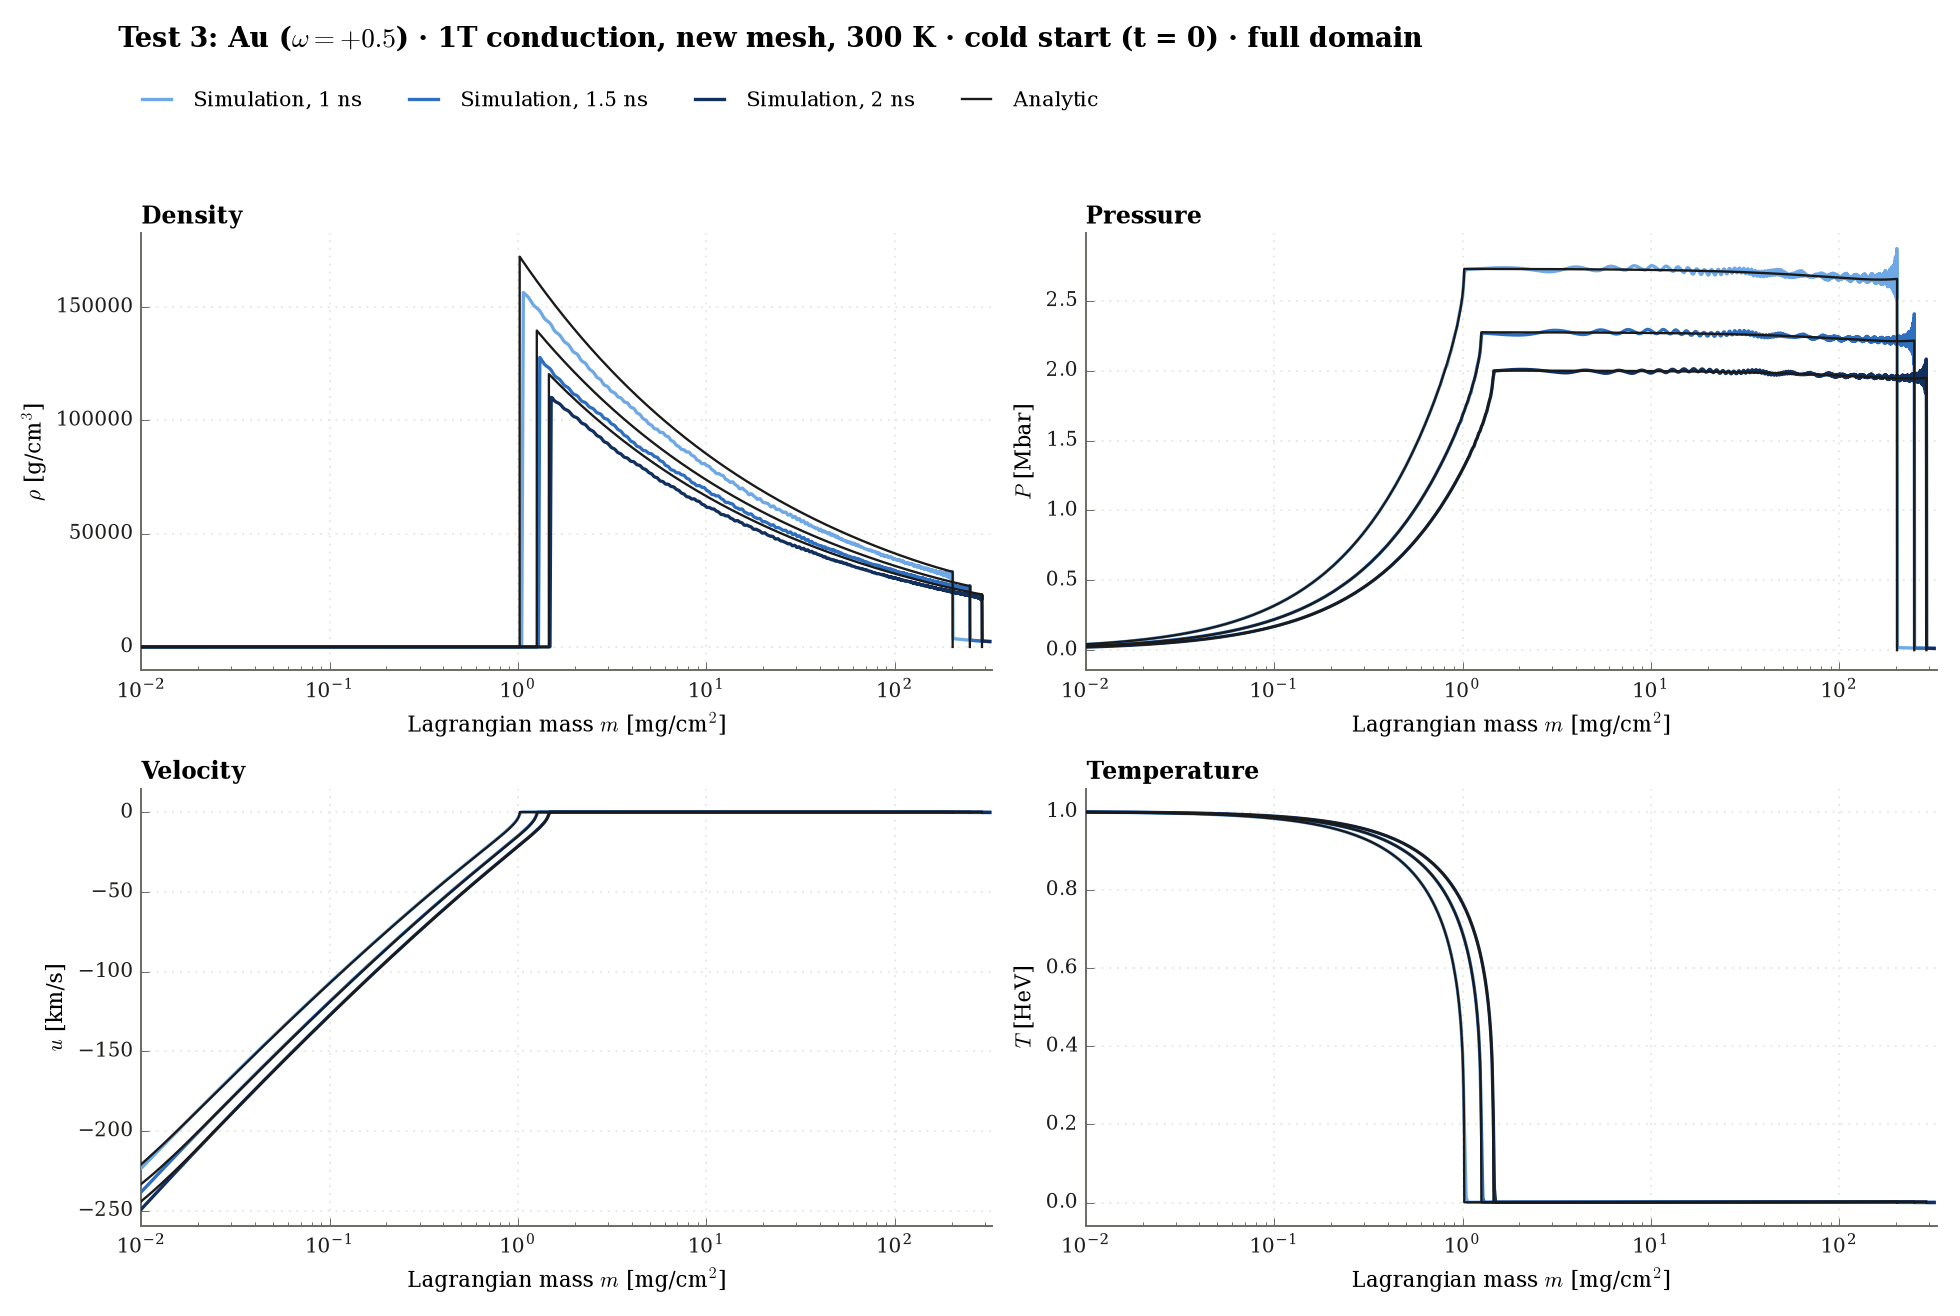 Test 3: Au (ω = +0.5) · 1T conduction, new mesh, 300 K · cold start (t = 0) · full domain
Simulation, 1 ns Simulation, 1.5 ns Simulation, 2 ns Analytic
Density
ρ [g/cm³]
150000
100000
50000
0
10⁻² 10⁻¹ 10⁰ 10¹ 10²
Lagrangian mass m [mg/cm²]
Pressure
P [Mbar]
2.5
2.0
1.5
1.0
0.5
0.0
10⁻² 10⁻¹ 10⁰ 10¹ 10²
Lagrangian mass m [mg/cm²]
Velocity
u [km/s]
0
−50
−100
−150
−200
−250
10⁻² 10⁻¹ 10⁰ 10¹ 10²
Lagrangian mass m [mg/cm²]
Temperature
T [HeV]
1.0
0.8
0.6
0.4
0.2
0.0
10⁻² 10⁻¹ 10⁰ 10¹ 10²
Lagrangian mass m [mg/cm²]